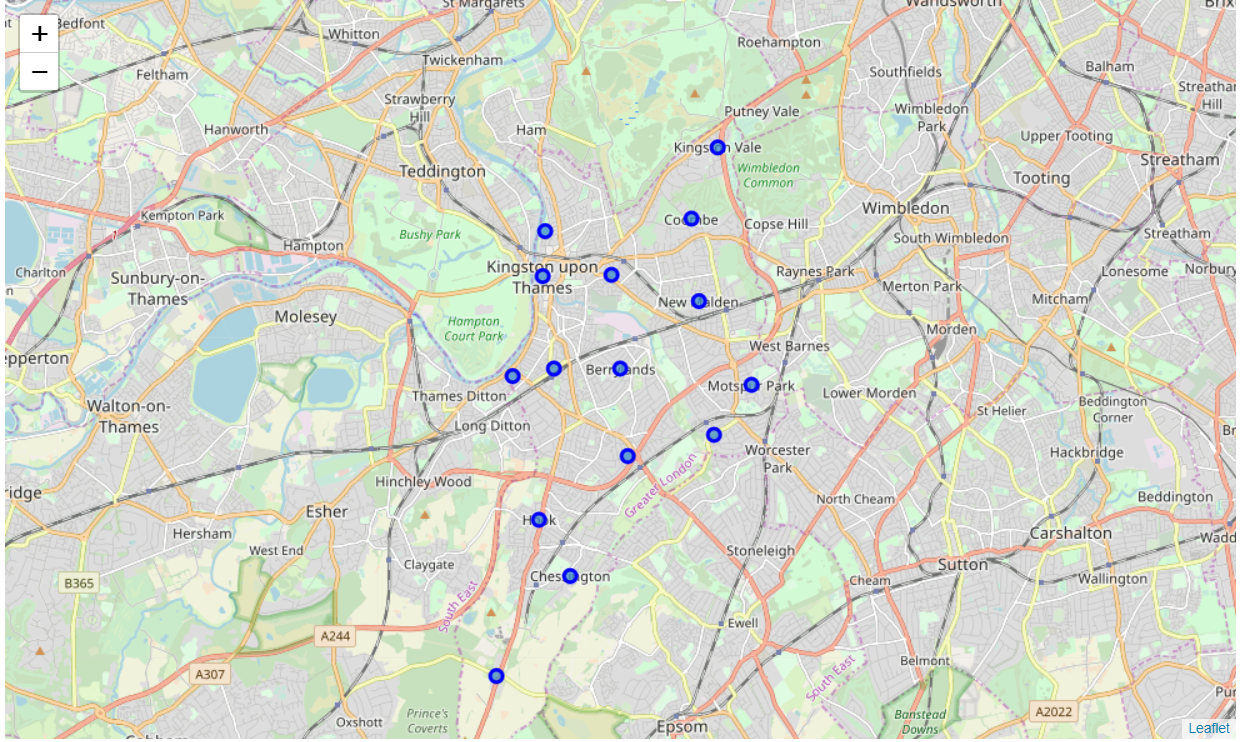 St Margarets
Wandsworth
Bedfont
Whitton
Roehampton
+
−
Twickenham
Balham
Feltham
Southfields
Streatham
Hill
Strawberry
Hill
Putney Vale
Wimbledon
Park
Hanworth
Ham
Upper Tooting
Kingston Vale
Streatham
Teddington
Wimbledon
Common
Tooting
Kempton Park
Coombe
Copse Hill
Wimbledon
Bushy Park
South Wimbledon
Streatham
Hampton
Charlton
Sunbury-on-
Thames
Kingston upon
Thames
Raynes Park
Lonesome
Norbury
Merton Park
Mitcham
New Malden
Molesey
Hampton
Court Park
Morden
West Barnes
epperton
Berrylands
Motspur Park
Thames Ditton
Lower Morden
Walton-on-
Thames
St Helier
Beddington
Corner
Long Ditton
Worcester
Park
Hackbridge
Greater London
Hinchley Wood
ridge
North Cheam
Beddington
Esher
Hook
Hersham
Carshalton
West End
Stoneleigh
Claygate
Sutton
B365
Chessington
Cheam
Wallington
South East
Ewell
A244
Belmont
A307
South East
Prince's
Coverts
Oxshott
Epsom
Banstead
Downs
A2022
Leaflet